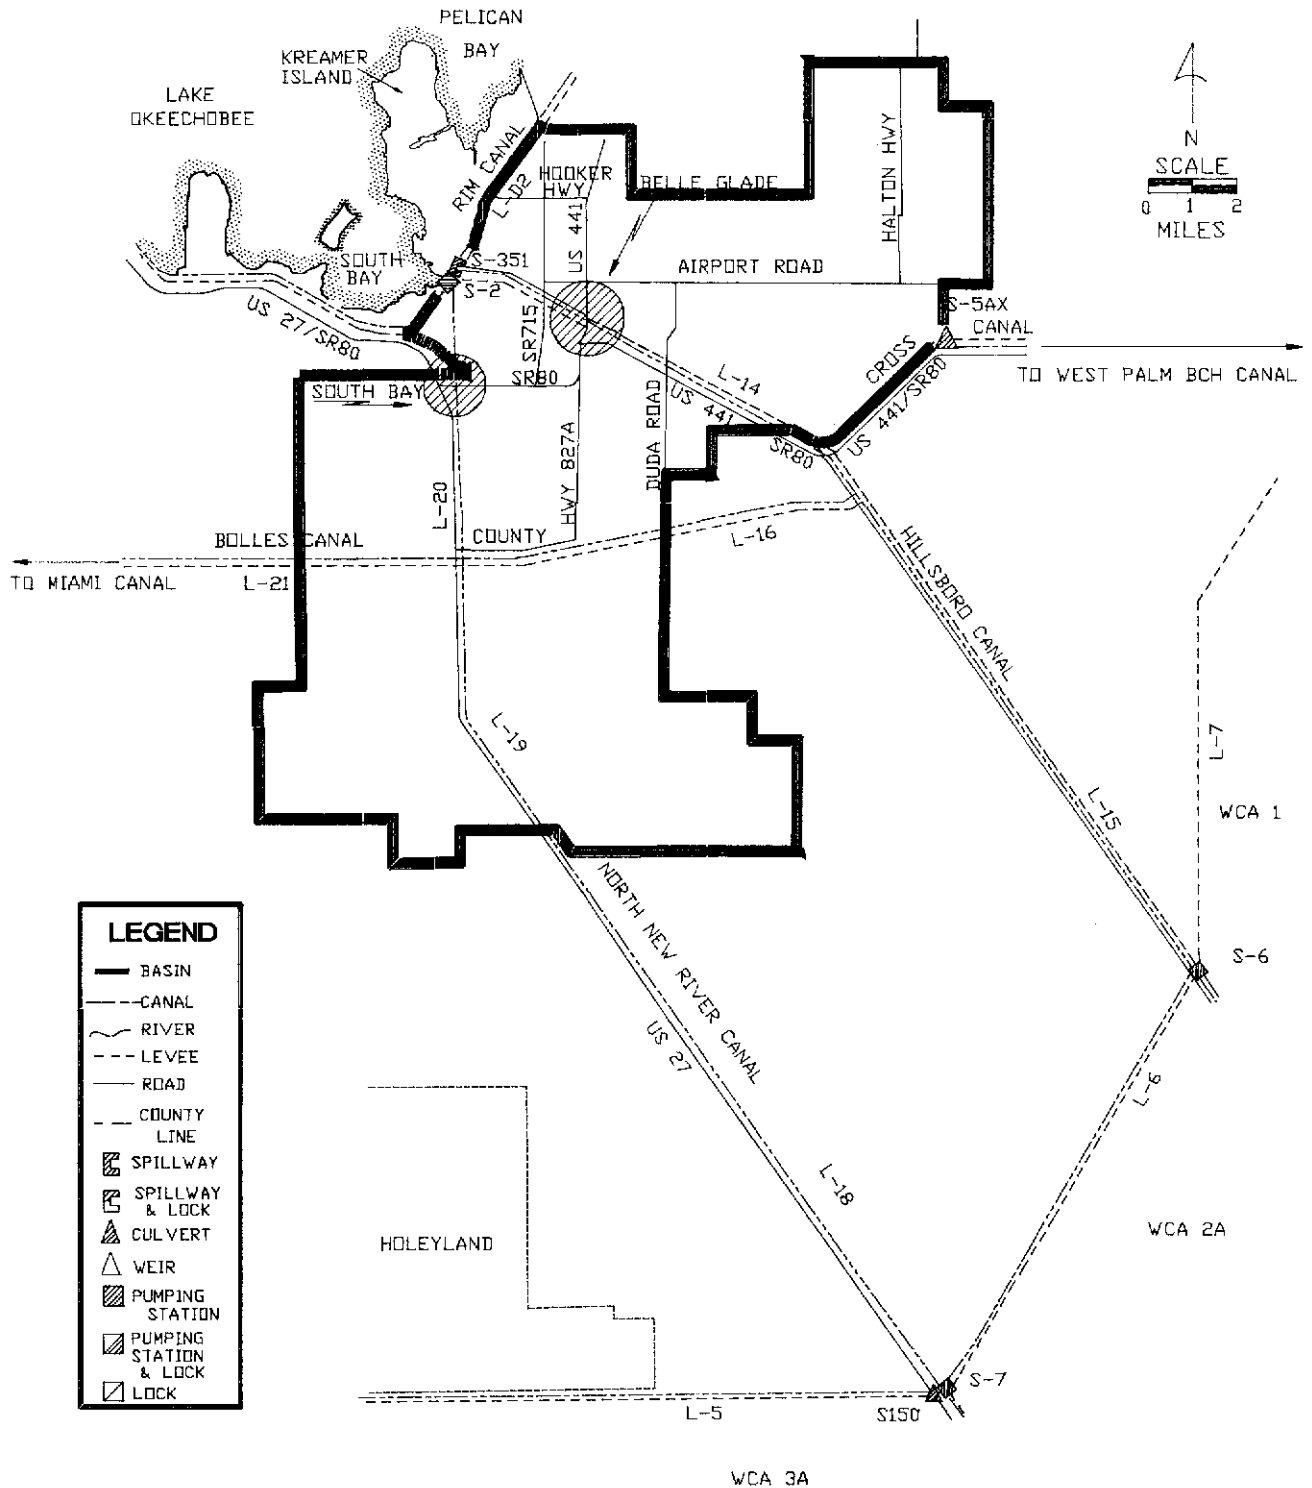 PELICAN
BAY
KREAMER
ISLAND
LAKE
OKEECHOBEE
N
SCALE
0 1 2
MILES
RIM CANAL
L-D2
HOOKER
HWY
BELLE GLADE
HALTON HWY
US 441
SOUTH
BAY
S-351
S-2
AIRPORT ROAD
US 27/SR80
SR715
S-5AX
CANAL
CROSS
TO WEST PALM BCH CANAL
SOUTH BAY
SR80
L-14
US 441
SR80
US 441/SR80
DUDA ROAD
HWY 827A
L-20
COUNTY
BOLLES CANAL
L-16
TO MIAMI CANAL
L-21
HILLSBORO CANAL
L-19
L-7
L-15
WCA 1
NORTH NEW RIVER CANAL
US 27
S-6
L-6
L-18
WCA 2A
HOLEYLAND
S-7
L-5
S150
WCA 3A
LEGEND
BASIN
CANAL
RIVER
LEVEE
ROAD
COUNTY
LINE
SPILLWAY
SPILLWAY
& LOCK
CULVERT
WEIR
PUMPING
STATION
PUMPING
STATION
& LOCK
LOCK